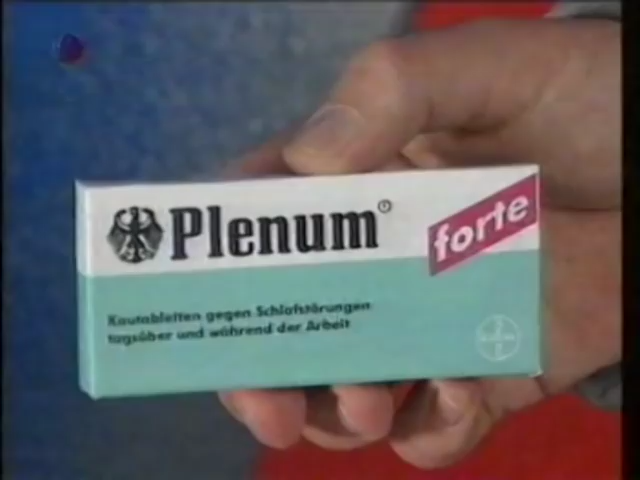 Plenum
forte
Kautabletten gegen Schlafstörungen
tagsüber und während der Arbeit